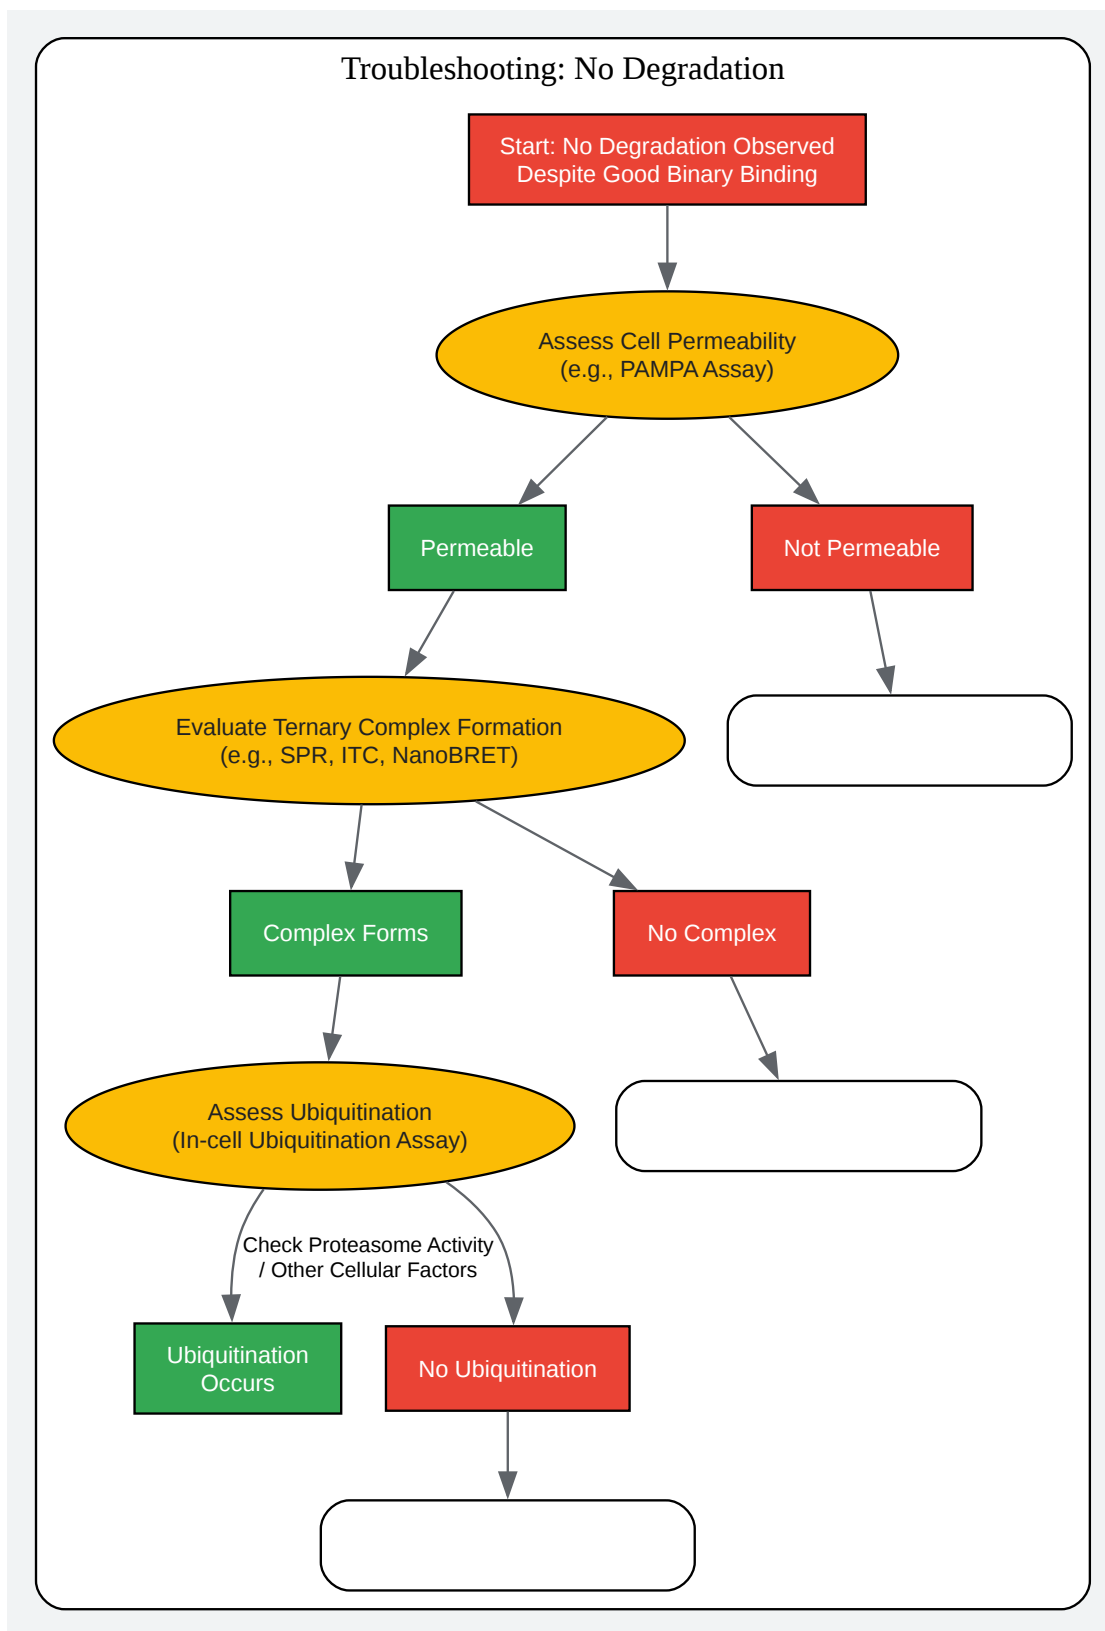 Troubleshooting: No Degradation
Start: No Degradation Observed
Despite Good Binary Binding
Assess Cell Permeability
(e.g., PAMPA Assay)
Permeable
Not Permeable
Evaluate Ternary Complex Formation
(e.g., SPR, ITC, NanoBRET)
Complex Forms
No Complex
Assess Ubiquitination
(In-cell Ubiquitination Assay)
Check Proteasome Activity
/ Other Cellular Factors
Ubiquitination
Occurs
No Ubiquitination